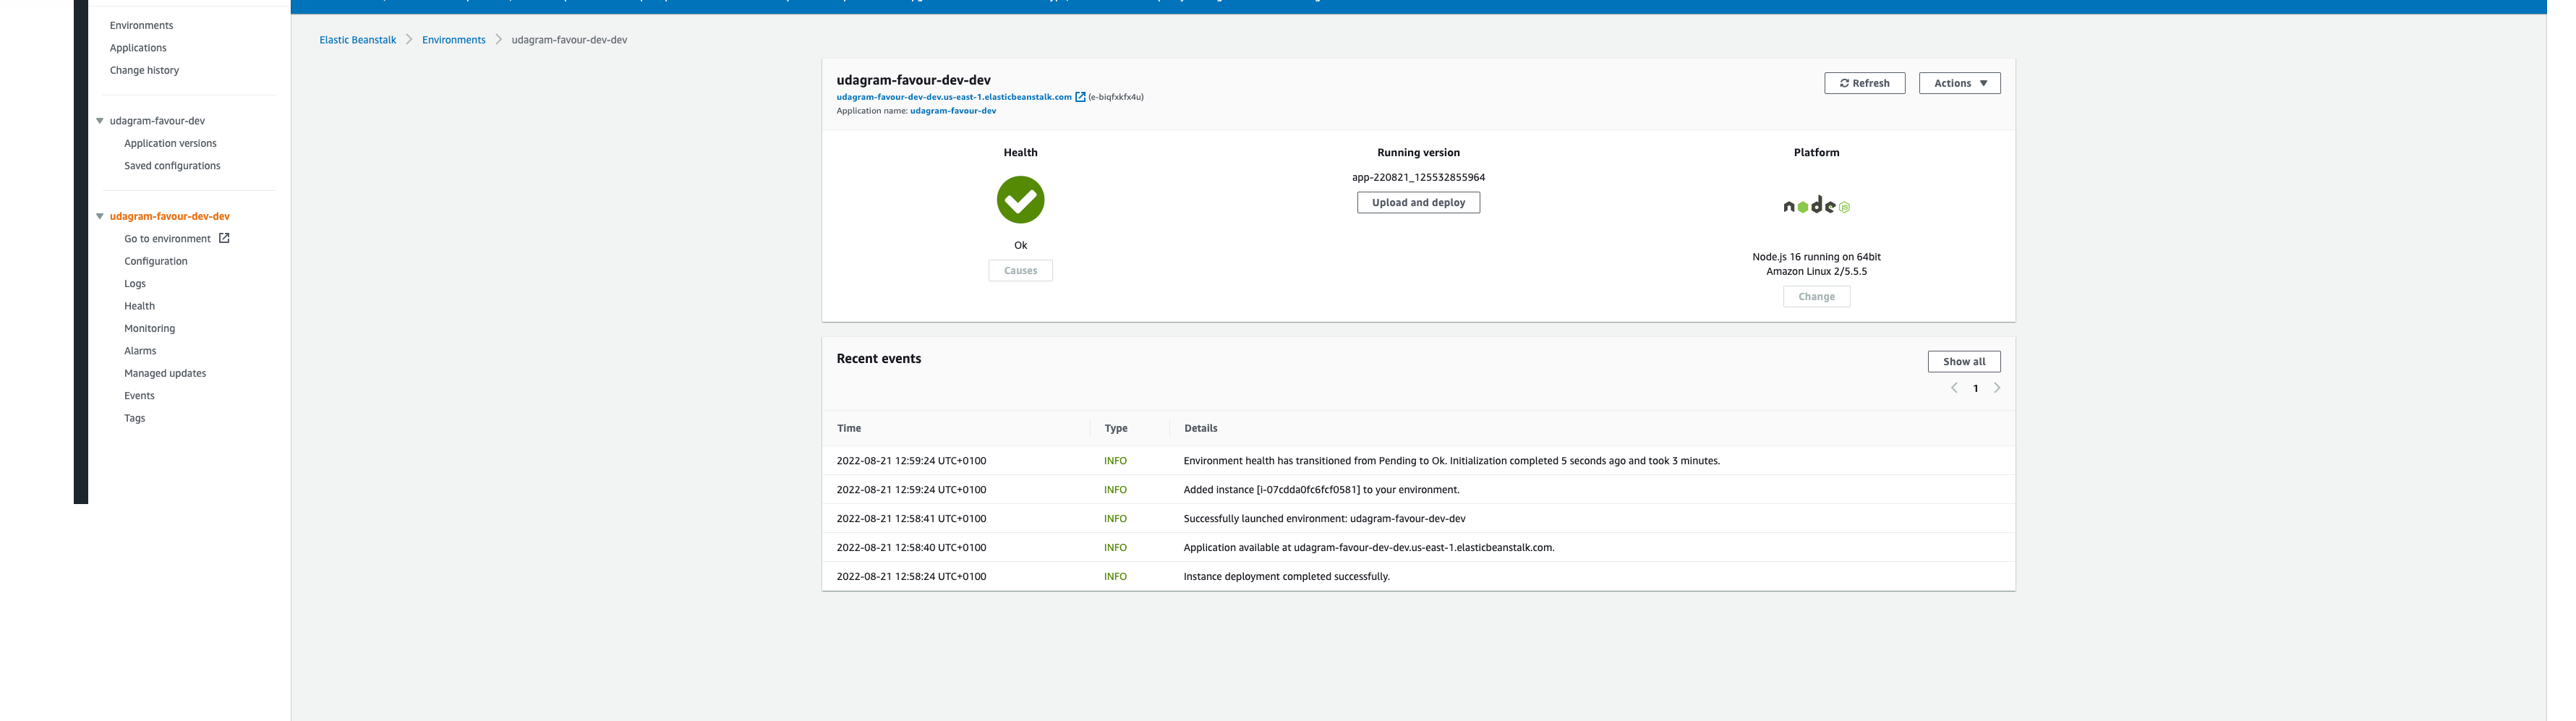 Environments
Applications
Change history
udagram-favour-dev
Application versions
Saved configurations
udagram-favour-dev-dev
Go to environment
Configuration
Logs
Health
Monitoring
Alarms
Managed updates
Events
Tags
Elastic Beanstalk > Environments > udagram-favour-dev-dev
udagram-favour-dev-dev
udagram-favour-dev-dev.us-east-1.elasticbeanstalk.com (e-biqfxkfx4u)
Application name: udagram-favour-dev
Refresh
Actions
Health
Ok
Causes
Running version
app-220821_125532855964
Upload and deploy
Platform
node JS
Node.js 16 running on 64bit
Amazon Linux 2/5.5.5
Change
Recent events
Show all
1
Time Type Details
2022-08-21 12:59:24 UTC+0100 INFO Environment health has transitioned from Pending to Ok. Initialization completed 5 seconds ago and took 3 minutes.
2022-08-21 12:59:24 UTC+0100 INFO Added instance [i-07cdda0fc6fcf0581] to your environment.
2022-08-21 12:58:41 UTC+0100 INFO Successfully launched environment: udagram-favour-dev-dev
2022-08-21 12:58:40 UTC+0100 INFO Application available at udagram-favour-dev-dev.us-east-1.elasticbeanstalk.com.
2022-08-21 12:58:24 UTC+0100 INFO Instance deployment completed successfully.